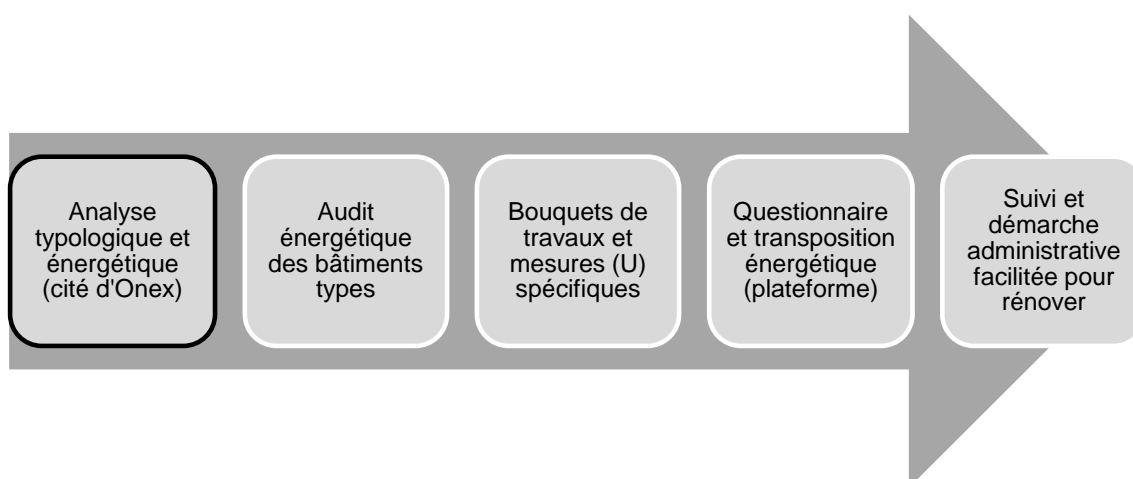 Analyse
typologique et
énergétique
(cité d'Onex)
Audit
énergétique
des bâtiments
types
Bouquets de
travaux et
mesures (U)
spécifiques
Questionnaire
et transposition
énergétique
(plateforme)
Suivi et
démarche
administrative
facilitée pour
rénover